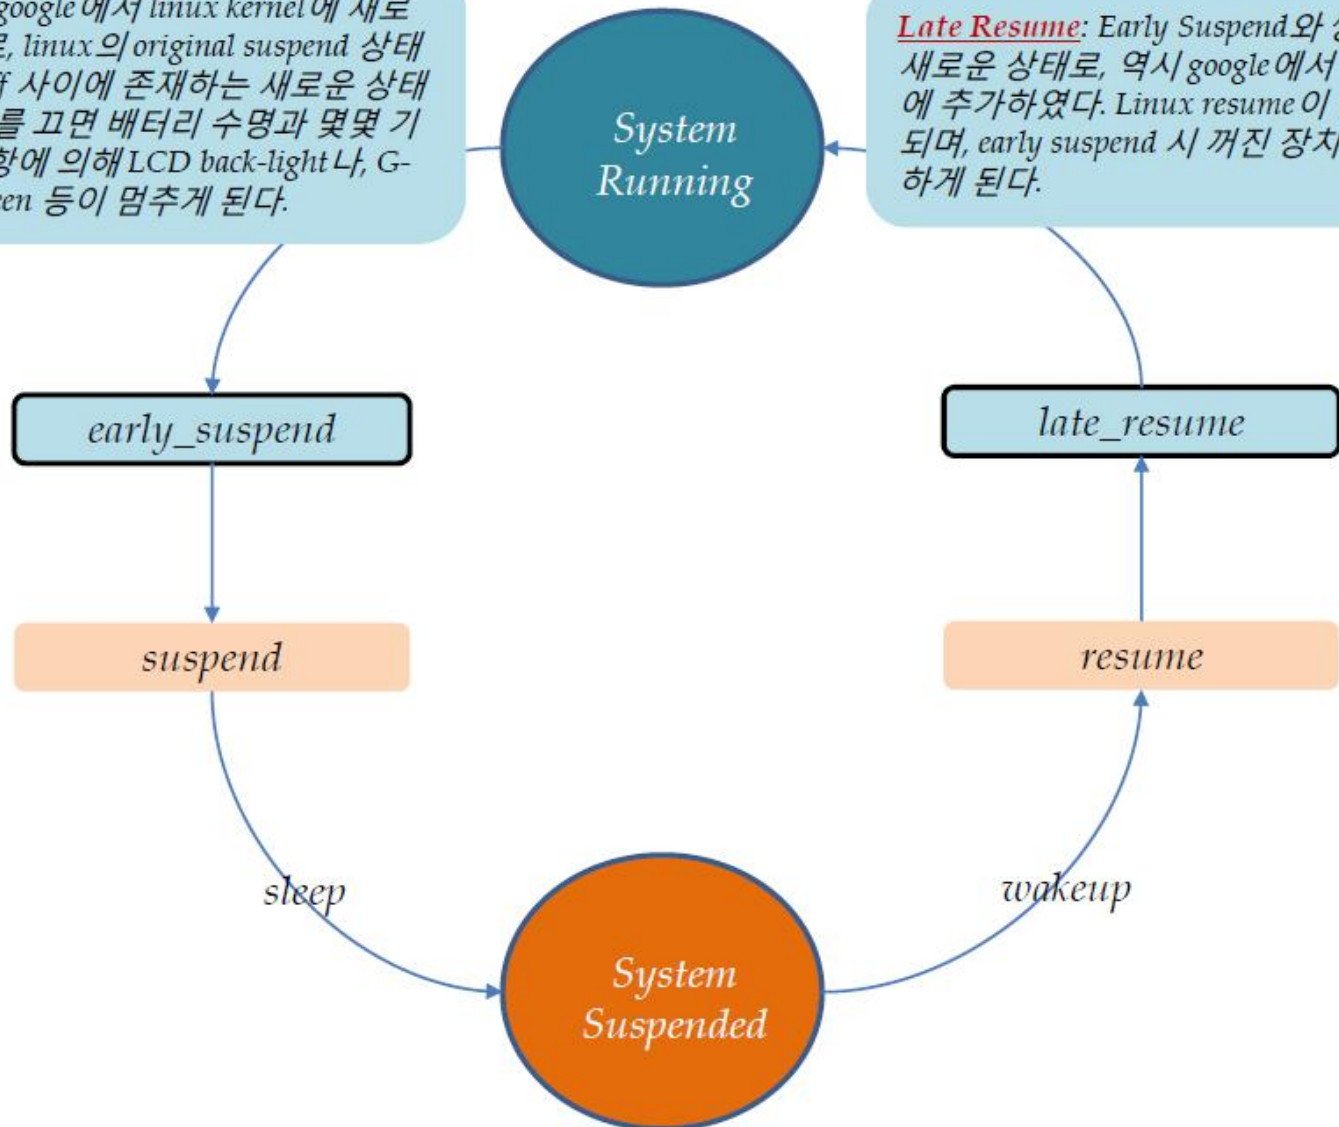 google에서 linux kernel에 새로
linux의 original suspend 상태
사이에 존재하는 새로운 상태
를 끄면 배터리 수명과 몇몇 기
항에 의해 LCD back-light나, G-
een 등이 멈추게 된다.
System
Running
Late Resume: Early Suspend와
새로운 상태로, 역시 google에서
에 추가하였다. Linux resume이
되며, early suspend 시 꺼진 장치
하게 된다.
early_suspend
late_resume
suspend
resume
sleep
wakeup
System
Suspended